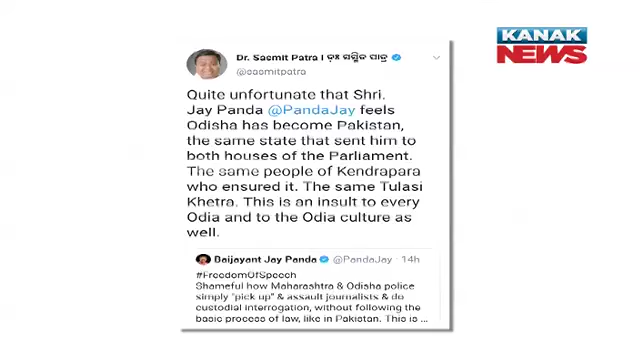 KANAK
NEWS
Dr. Sasmit Patra I ଡ଼ଃ ସସ୍ମିତ ପାତ୍ର
@sasmitpatra
Quite unfortunate that Shri.
Jay Panda @PandaJay feels
Odisha has become Pakistan,
the same state that sent him to
both houses of the Parliament.
The same people of Kendrapara
who ensured it. The same Tulasi
Khetra. This is an insult to every
Odia and to the Odia culture as
well.
Baijayant Jay Panda @PandaJay · 14h
#FreedomOfSpeech
Shameful how Maharashtra & Odisha police
simply "pick up" & assault journalists & do
custodial interrogation, without following the
basic process of law, like in Pakistan. This is ...